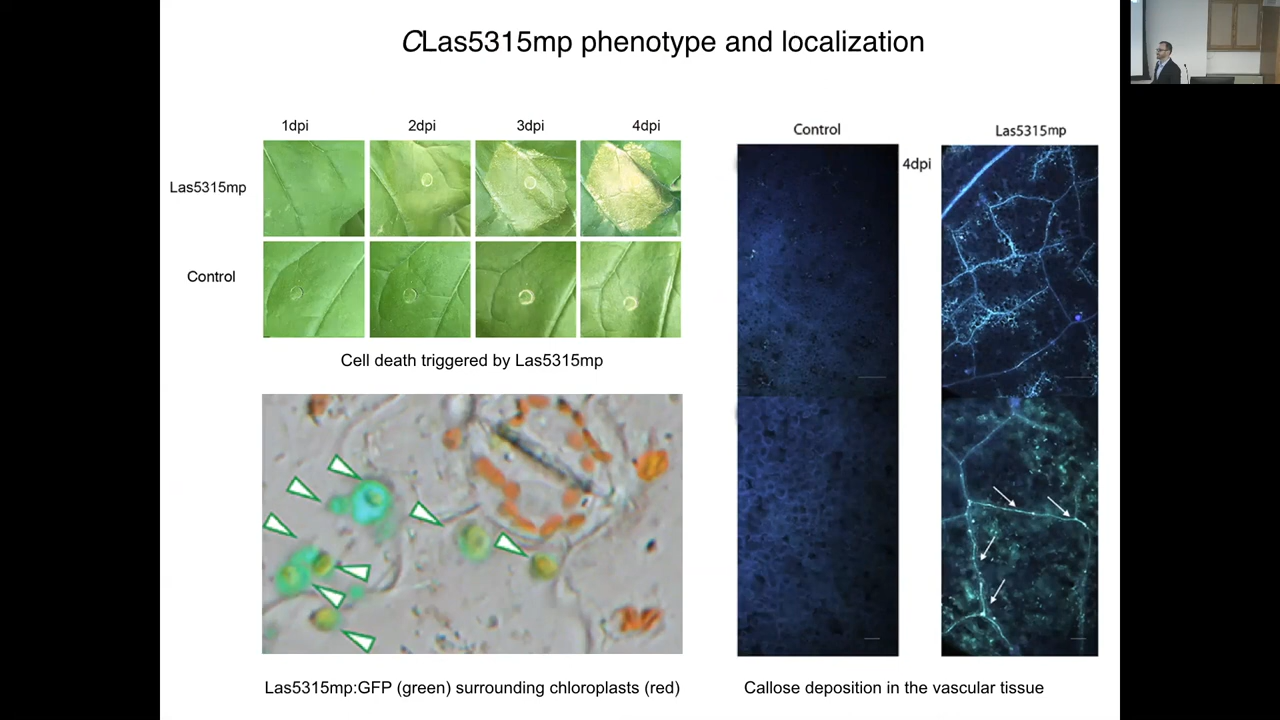 CLas5315mp phenotype and localization
1dpi 2dpi 3dpi 4dpi
Las5315mp
Control
Cell death triggered by Las5315mp
Las5315mp:GFP (green) surrounding chloroplasts (red)
Control Las5315mp
4dpi
Callose deposition in the vascular tissue